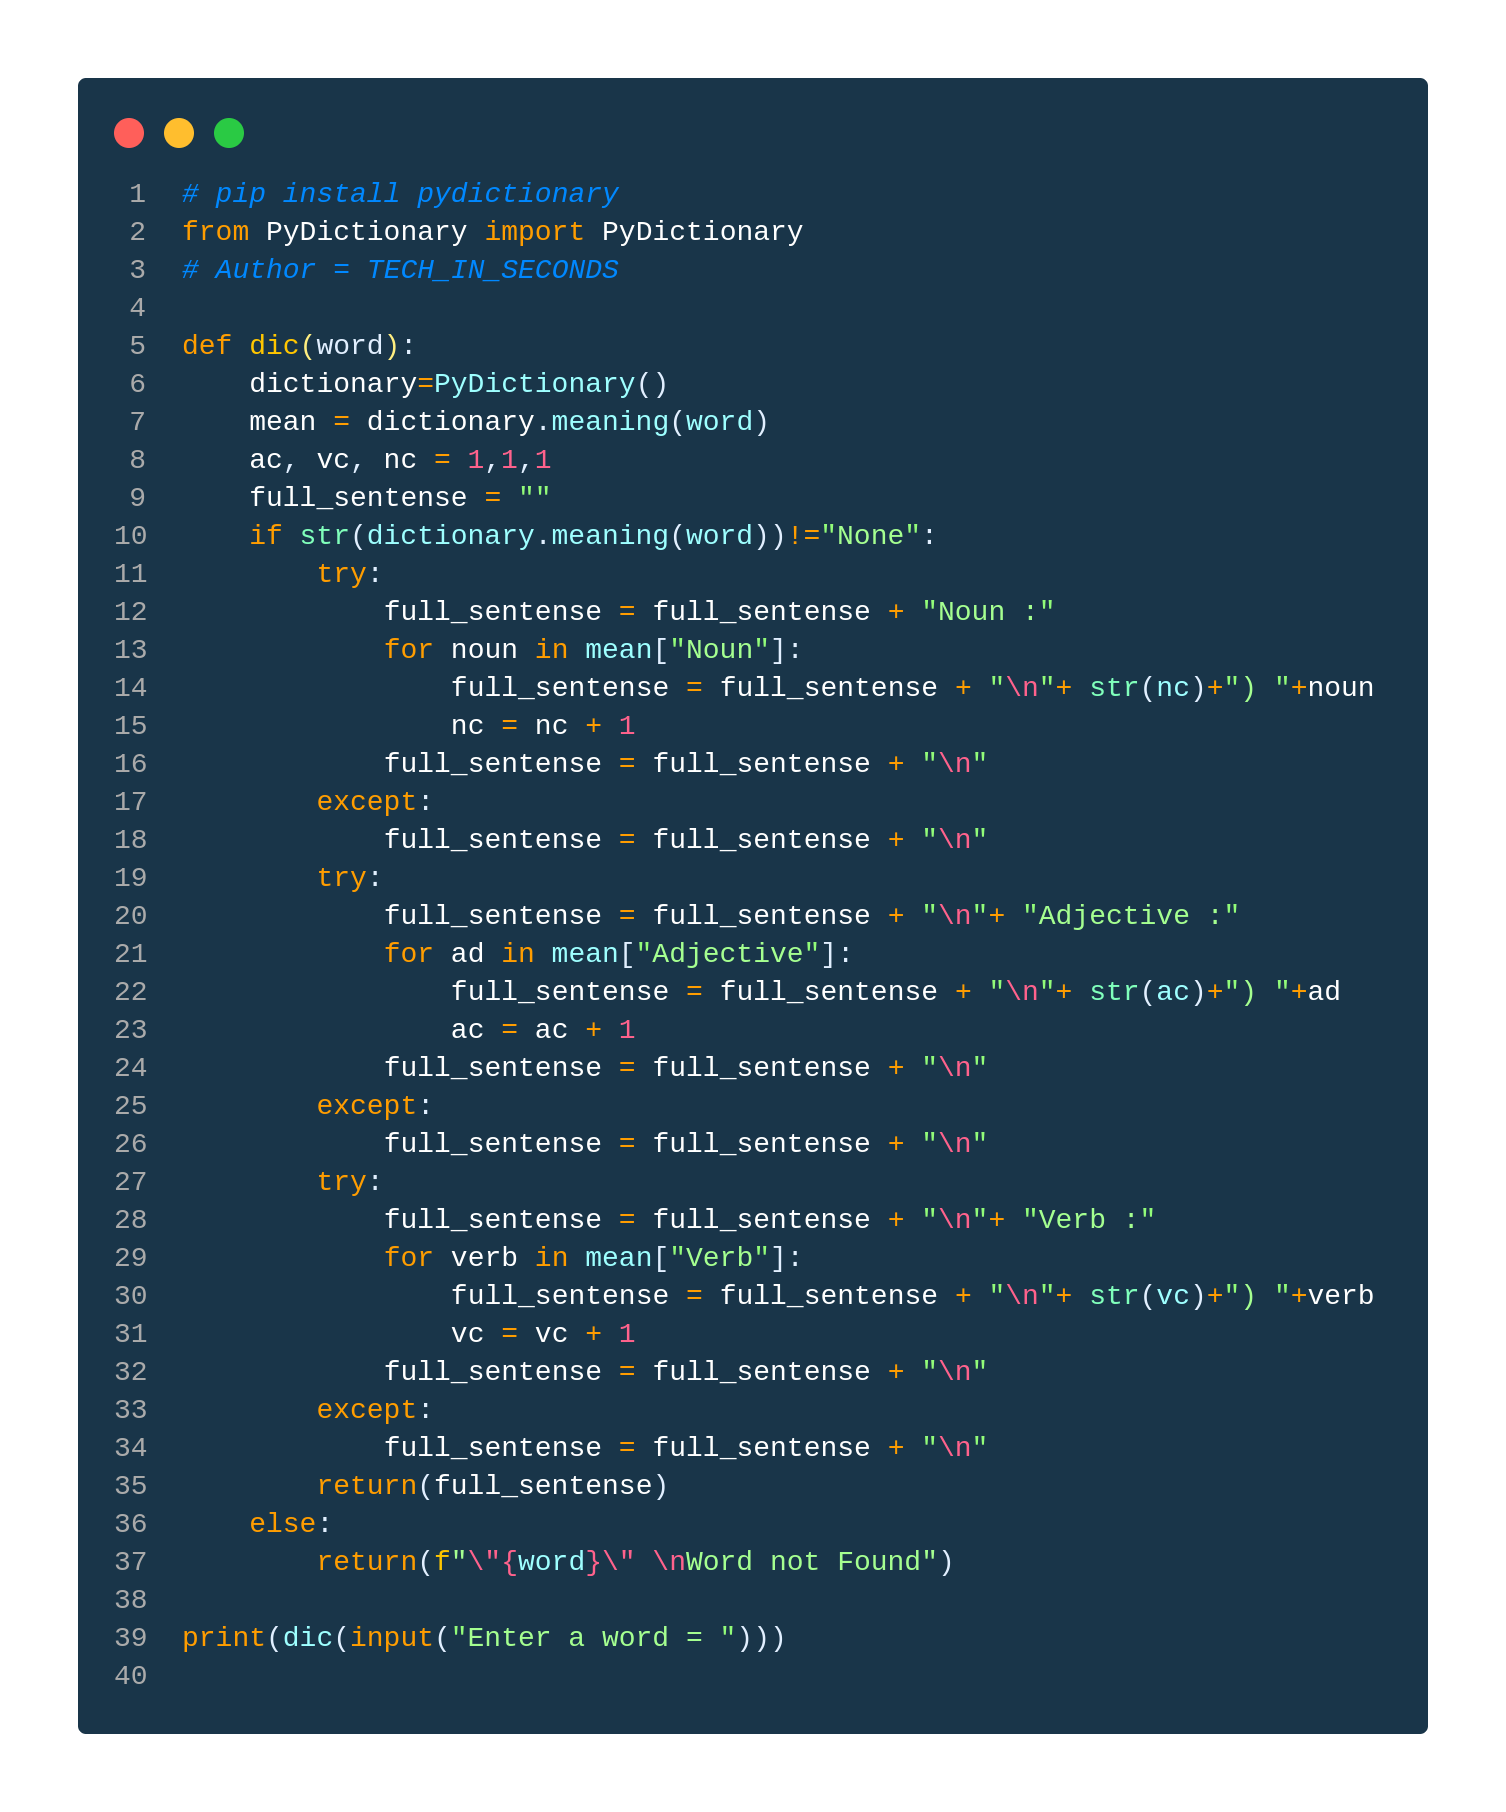 1 # pip install pydictionary
2 from PyDictionary import PyDictionary
3 # Author = TECH_IN_SECONDS
4
5 def dic(word):
6     dictionary=PyDictionary()
7     mean = dictionary.meaning(word)
8     ac, vc, nc = 1,1,1
9     full_sentense = ""
10     if str(dictionary.meaning(word))!="None":
11         try:
12             full_sentense = full_sentense + "Noun :"
13             for noun in mean["Noun"]:
14                 full_sentense = full_sentense + "\n"+ str(nc)+") "+noun
15                 nc = nc + 1
16             full_sentense = full_sentense + "\n"
17         except:
18             full_sentense = full_sentense + "\n"
19         try:
20             full_sentense = full_sentense + "\n"+ "Adjective :"
21             for ad in mean["Adjective"]:
22                 full_sentense = full_sentense + "\n"+ str(ac)+") "+ad
23                 ac = ac + 1
24             full_sentense = full_sentense + "\n"
25         except:
26             full_sentense = full_sentense + "\n"
27         try:
28             full_sentense = full_sentense + "\n"+ "Verb :"
29             for verb in mean["Verb"]:
30                 full_sentense = full_sentense + "\n"+ str(vc)+") "+verb
31                 vc = vc + 1
32             full_sentense = full_sentense + "\n"
33         except:
34             full_sentense = full_sentense + "\n"
35         return(full_sentense)
36     else:
37         return(f"\"{word}\" \nWord not Found")
38
39 print(dic(input("Enter a word = ")))
40